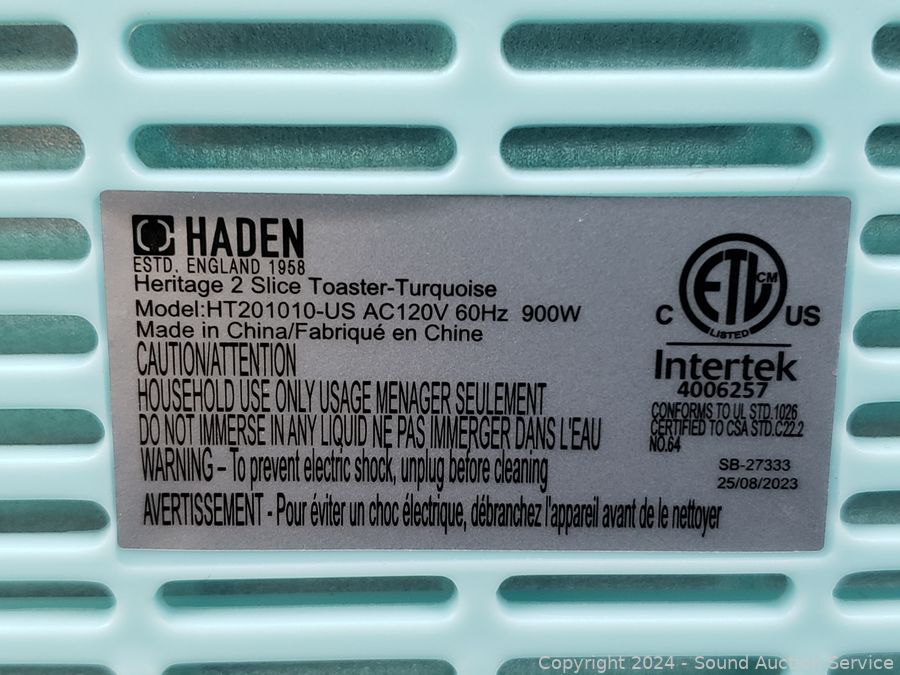 HADEN
ESTD. ENGLAND 1958
Heritage 2 Slice Toaster-Turquoise
Model:HT201010-US AC120V 60Hz 900W
Made in China/Fabriqué en Chine
CAUTION/ATTENTION
HOUSEHOLD USE ONLY USAGE MENAGER SEULEMENT
DO NOT IMMERSE IN ANY LIQUID NE PAS IMMERGER DANS L'EAU
WARNING – To prevent electric shock, unplug before cleaning
AVERTISSEMENT - Pour éviter un choc électrique, débranchez l'appareil avant de le nettoyer
ETL CM
LISTED
C US
Intertek
4006257
CONFORMS TO UL STD.1026
CERTIFIED TO CSA STD.C22.2
NO.64
SB-27333
25/08/2023
Copyright 2024 - Sound Auction Service